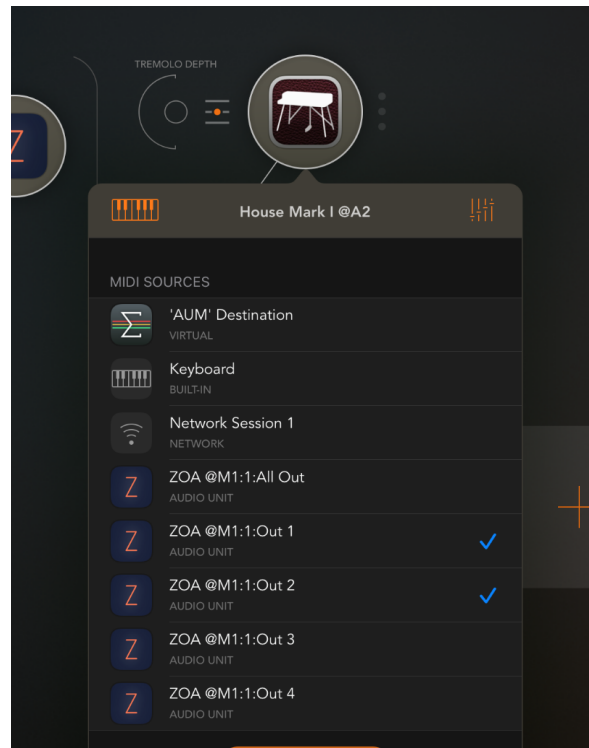 TREMOLO DEPTH
Z
House Mark I @A2
MIDI SOURCES
Σ
'AUM' Destination
VIRTUAL
Keyboard
BUILT-IN
Network Session 1
NETWORK
Z
ZOA @M1:1:All Out
AUDIO UNIT
Z
ZOA @M1:1:Out 1
AUDIO UNIT
Z
ZOA @M1:1:Out 2
AUDIO UNIT
Z
ZOA @M1:1:Out 3
AUDIO UNIT
Z
ZOA @M1:1:Out 4
AUDIO UNIT